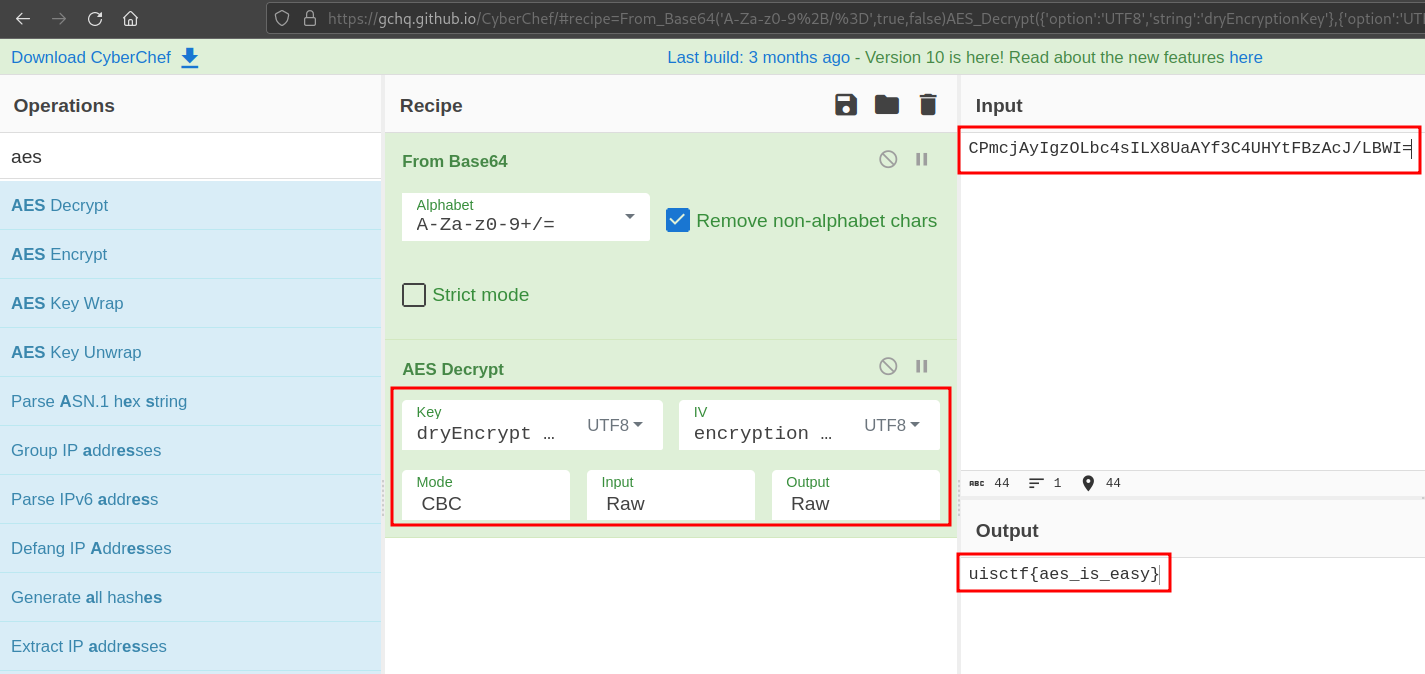 https://gchq.github.io/CyberChef/#recipe=From_Base64('A-Za-z0-9%2B/%3D',true,false)AES_Decrypt({'option':'UTF8','string':'dryEncryptionKey'},{'option':'UTF
Download CyberChef
Last build: 3 months ago - Version 10 is here! Read about the new features here
Operations
aes
AES Decrypt
AES Encrypt
AES Key Wrap
AES Key Unwrap
Parse ASN.1 hex string
Group IP addresses
Parse IPv6 address
Defang IP Addresses
Generate all hashes
Extract IP addresses
Recipe
From Base64
Alphabet
A-Za-z0-9+/=
Remove non-alphabet chars
Strict mode
AES Decrypt
Key
dryEncrypt …
UTF8
IV
encryption …
UTF8
Mode
CBC
Input
Raw
Output
Raw
Input
CPmcjAyIgzOLbc4sILX8UaAYf3C4UHYtFBzAcJ/LBWI=
ABC 44 1 44
Output
uisctf{aes_is_easy}